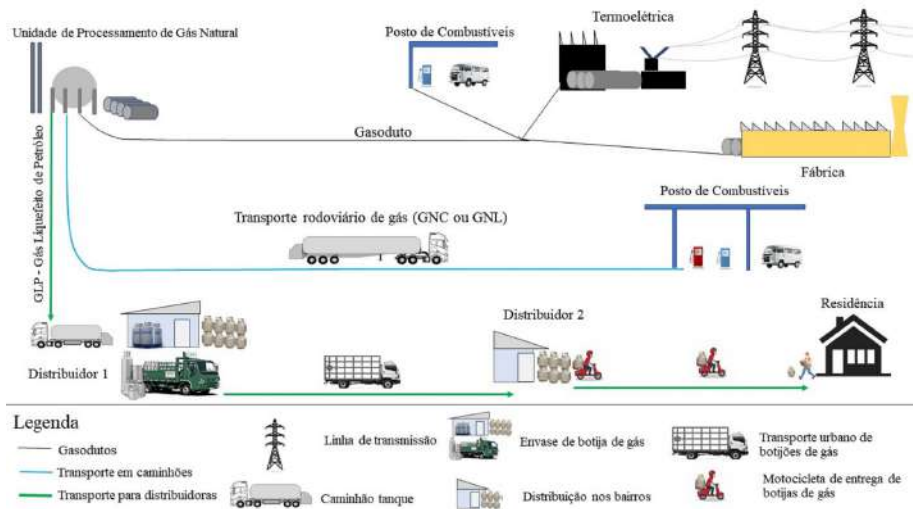 Unidade de Processamento de Gás Natural
Posto de Combustíveis
Termoelétrica
Gasoduto
Fábrica
GLP - Gás Liquefeito de Petróleo
Transporte rodoviário de gás (GNC ou GNL)
Posto de Combustíveis
Distribuidor 1
Distribuidor 2
Residência
Legenda
Gasodutos
Transporte em caminhões
Transporte para distribuidoras
Linha de transmissão
Caminhão tanque
Envase de botija de gás
Distribuição nos bairros
Transporte urbano de
botijões de gás
Motocicleta de entrega de
botijas de gás